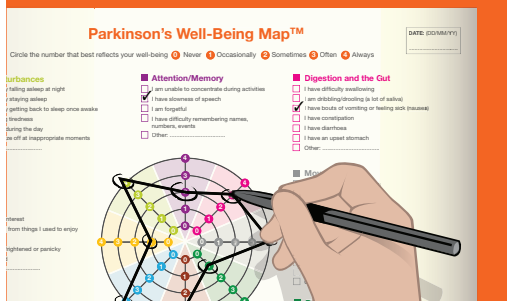 Parkinson's Well-Being Map™
DATE: (DD/MM/YY)
Circle the number that best reflects your well-being 0 Never 1 Occasionally 2 Sometimes 3 Often 4 Always
urbances
falling asleep at night
staying asleep
getting back to sleep once awake
tiredness
during the day
off at inappropriate moments
Attention/Memory
I am unable to concentrate during activities
I have slowness of speech
I am forgetful
I have difficulty remembering names,
numbers, events
Other:
Digestion and the Gut
I have difficulty swallowing
I am dribbling/drooling (a lot of saliva)
I have bouts of vomiting or feeling sick (nausea)
I have constipation
I have diarrhoea
I have an upset stomach
Other:
Mov
nterest
from things I used to enjoy
frightened or panicky